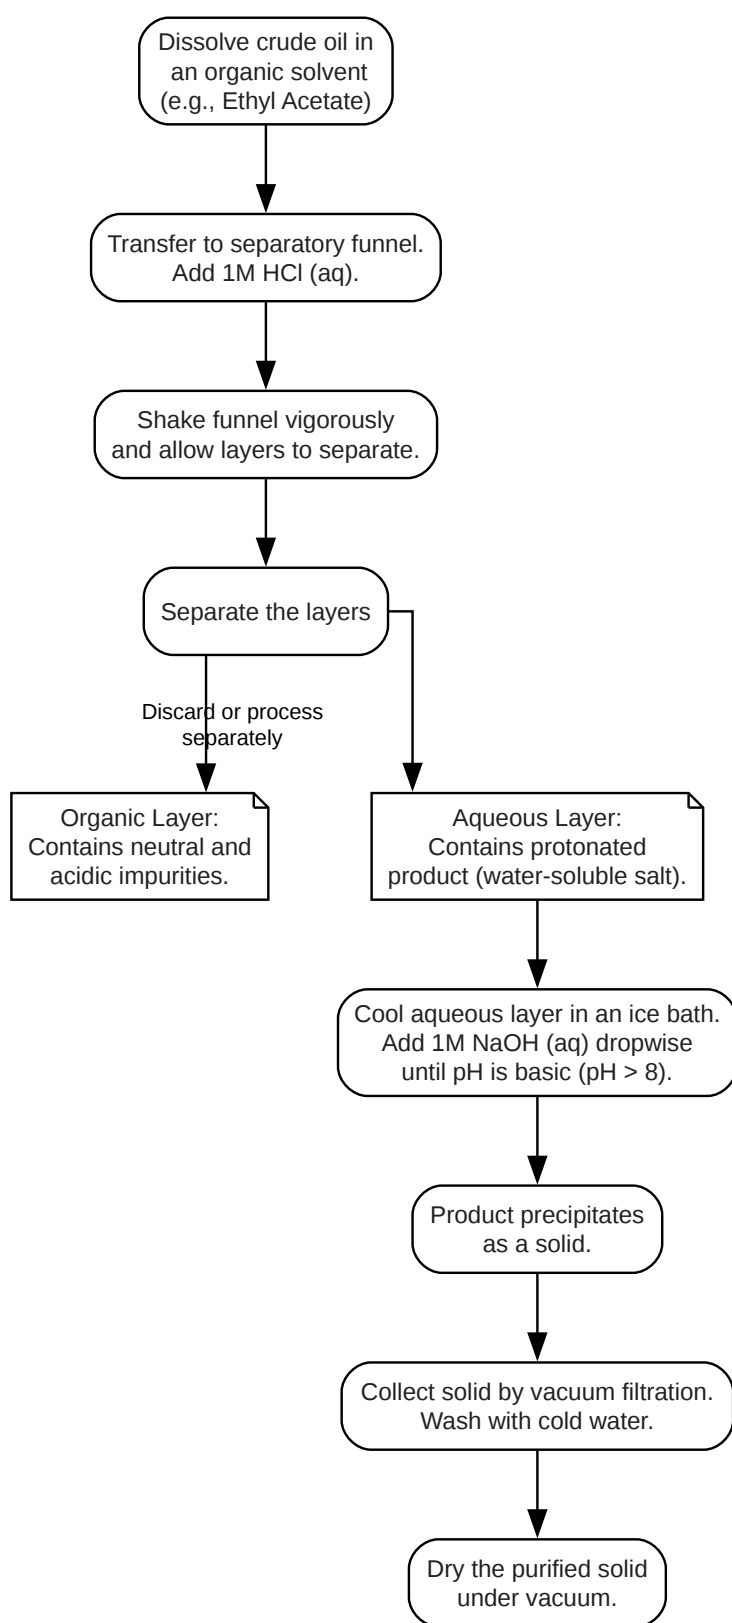 Dissolve crude oil in
an organic solvent
(e.g., Ethyl Acetate)
Transfer to separatory funnel.
Add 1M HCl (aq).
Shake funnel vigorously
and allow layers to separate.
Separate the layers
Discard or process
separately
Organic Layer:
Contains neutral and
acidic impurities.
Aqueous Layer:
Contains protonated
product (water-soluble salt).
Cool aqueous layer in an ice bath.
Add 1M NaOH (aq) dropwise
until pH is basic (pH > 8).
Product precipitates
as a solid.
Collect solid by vacuum filtration.
Wash with cold water.
Dry the purified solid
under vacuum.